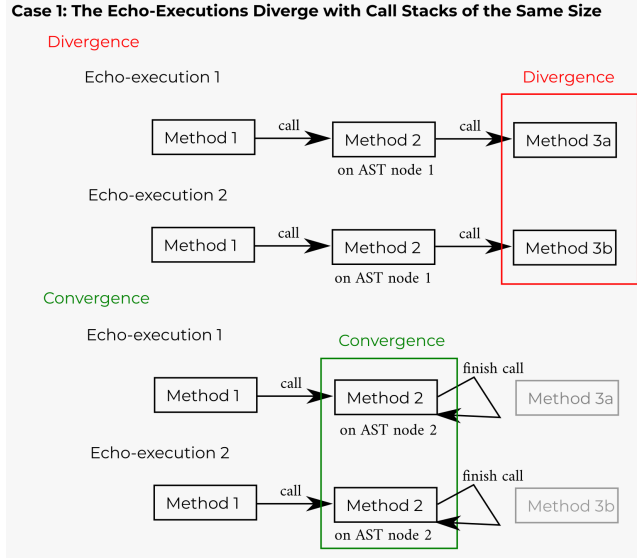 Case 1: The Echo-Executions Diverge with Call Stacks of the Same Size
Divergence
Echo-execution 1
Divergence
Method 1
call
Method 2
call
Method 3a
on AST node 1
Echo-execution 2
Method 1
call
Method 2
call
Method 3b
on AST node 1
Convergence
Echo-execution 1
Convergence
Method 1
call
Method 2
finish call
Method 3a
on AST node 2
Echo-execution 2
Method 1
call
Method 2
finish call
Method 3b
on AST node 2